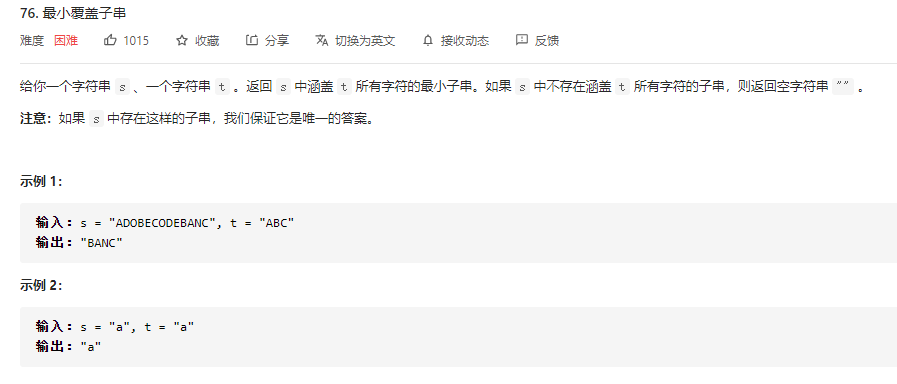 76. 最小覆盖子串
难度 困难 1015 收藏 分享 切换为英文 接收动态 反馈
给你一个字符串 s 、一个字符串 t 。返回 s 中涵盖 t 所有字符的最小子串。如果 s 中不存在涵盖 t 所有字符的子串，则返回空字符串 "" 。
注意：如果 s 中存在这样的子串，我们保证它是唯一的答案。
示例 1：
输入：s = "ADOBECODEBANC", t = "ABC"
输出："BANC"
示例 2：
输入：s = "a", t = "a"
输出："a"